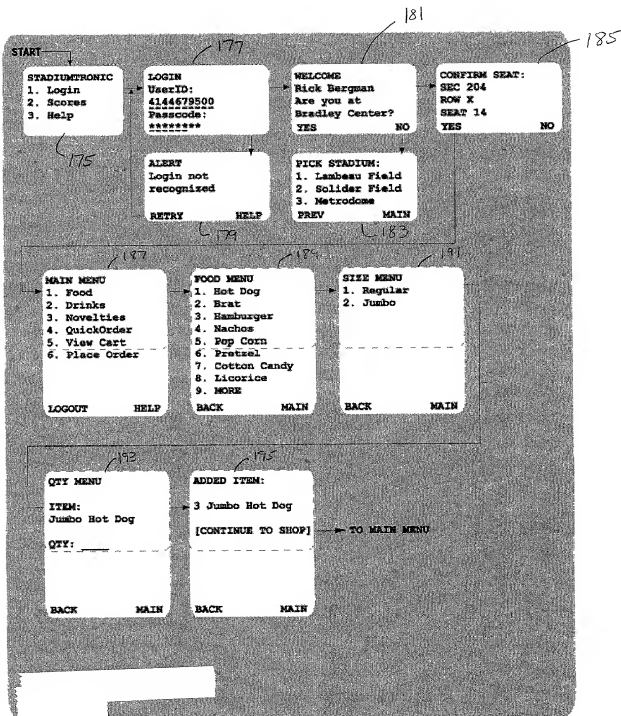 181
START
177
185
STADIUMTRONIC
1. Login
2. Scores
3. Help
175
LOGIN
UserID:
4144679500
Passcode:
********
WELCOME
Rick Bergman
Are you at
Bradley Center?
YES NO
CONFIRM SEAT:
SEC 204
ROW X
SEAT 14
YES NO
ALERT
Login not
recognized
RETRY HELP
179
PICK STADIUM:
1. Lambeau Field
2. Solider Field
3. Metrodome
PREV MAIN
183
187
MAIN MENU
1. Food
2. Drinks
3. Novelties
4. QuickOrder
5. View Cart
6. Place Order
LOGOUT HELP
189
FOOD MENU
1. Hot Dog
2. Brat
3. Hamburger
4. Nachos
5. Pop Corn
6. Pretzel
7. Cotton Candy
8. Licorice
9. MORE
BACK MAIN
191
SIZE MENU
1. Regular
2. Jumbo
BACK MAIN
193
QTY MENU
ITEM:
Jumbo Hot Dog
QTY: ____
BACK MAIN
195
ADDED ITEM:
3 Jumbo Hot Dog
[CONTINUE TO SHOP] TO MAIN MENU
BACK MAIN